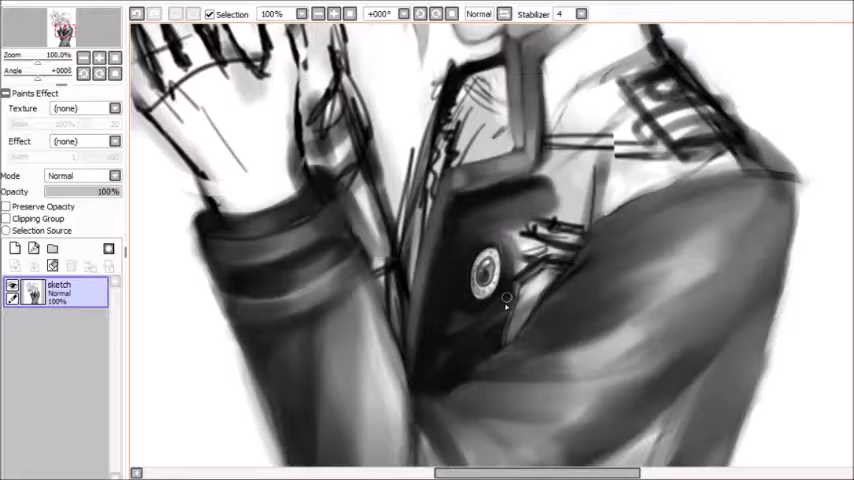 Selection 100% +000° Normal Stabilizer 4
Zoom 100.0%
Angle +000°
Paints Effect
Texture (none)
100% 20
Effect (none)
1 100
Mode Normal
Opacity 100%
Preserve Opacity
Clipping Group
Selection Source
sketch
Normal
100%